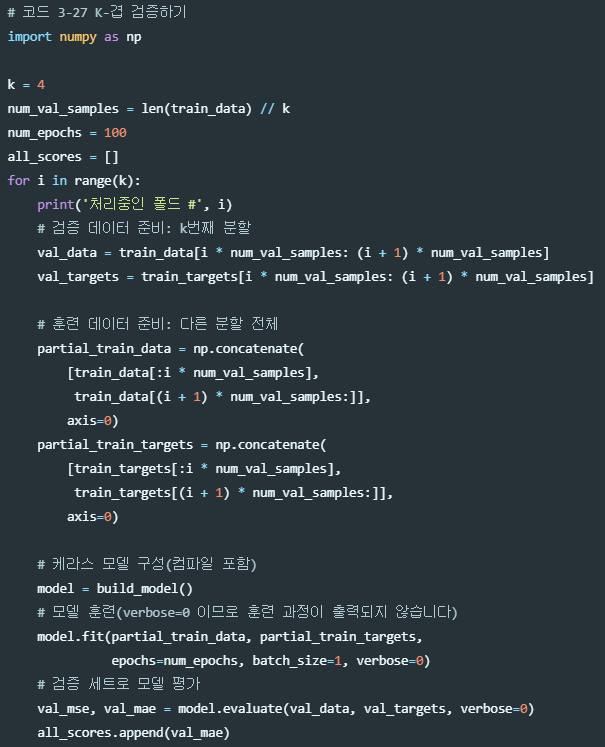 # 코드 3-27 K-겹 검증하기
import numpy as np
k = 4
num_val_samples = len(train_data) // k
num_epochs = 100
all_scores = []
for i in range(k):
    print('처리중인 폴드 #', i)
    # 검증 데이터 준비: k번째 분할
    val_data = train_data[i * num_val_samples: (i + 1) * num_val_samples]
    val_targets = train_targets[i * num_val_samples: (i + 1) * num_val_samples]
    # 훈련 데이터 준비: 다른 분할 전체
    partial_train_data = np.concatenate(
        [train_data[:i * num_val_samples],
         train_data[(i + 1) * num_val_samples:]],
        axis=0)
    partial_train_targets = np.concatenate(
        [train_targets[:i * num_val_samples],
         train_targets[(i + 1) * num_val_samples:]],
        axis=0)
    # 케라스 모델 구성(컴파일 포함)
    model = build_model()
    # 모델 훈련(verbose=0 이므로 훈련 과정이 출력되지 않습니다)
    model.fit(partial_train_data, partial_train_targets,
              epochs=num_epochs, batch_size=1, verbose=0)
    # 검증 세트로 모델 평가
    val_mse, val_mae = model.evaluate(val_data, val_targets, verbose=0)
    all_scores.append(val_mae)